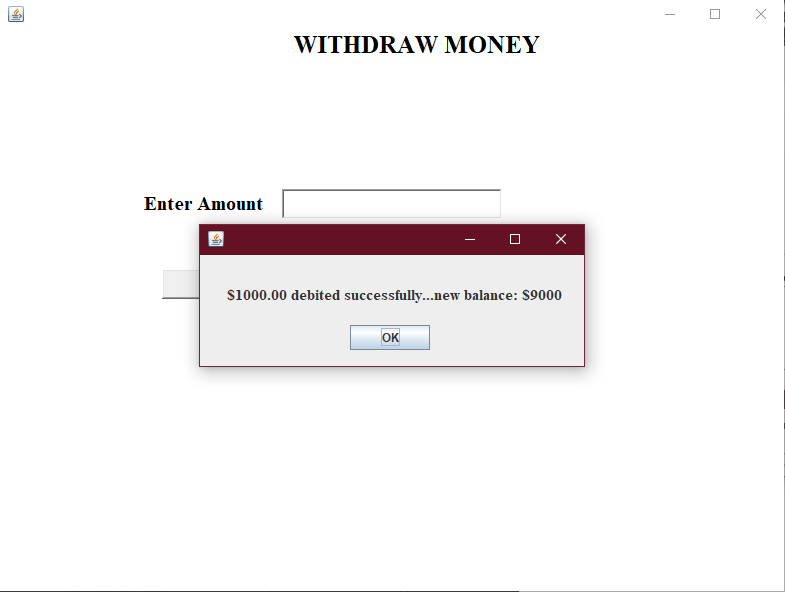 WITHDRAW MONEY
Enter Amount
$1000.00 debited successfully...new balance: $9000
OK